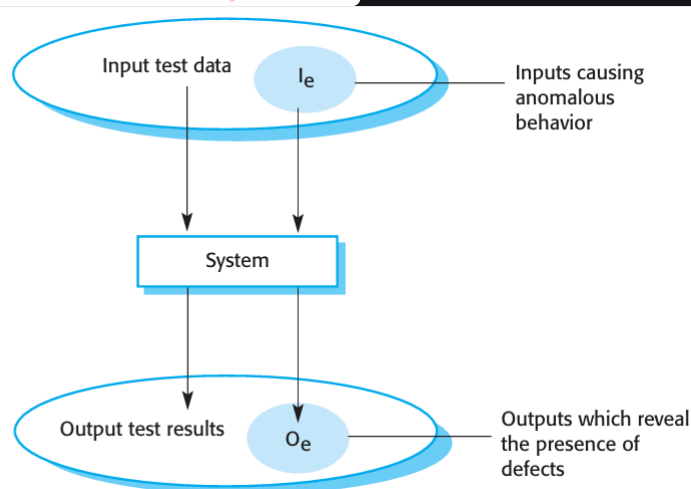 Input test data
Ie
Inputs causing
anomalous
behavior
System
Output test results
Oe
Outputs which reveal
the presence of
defects